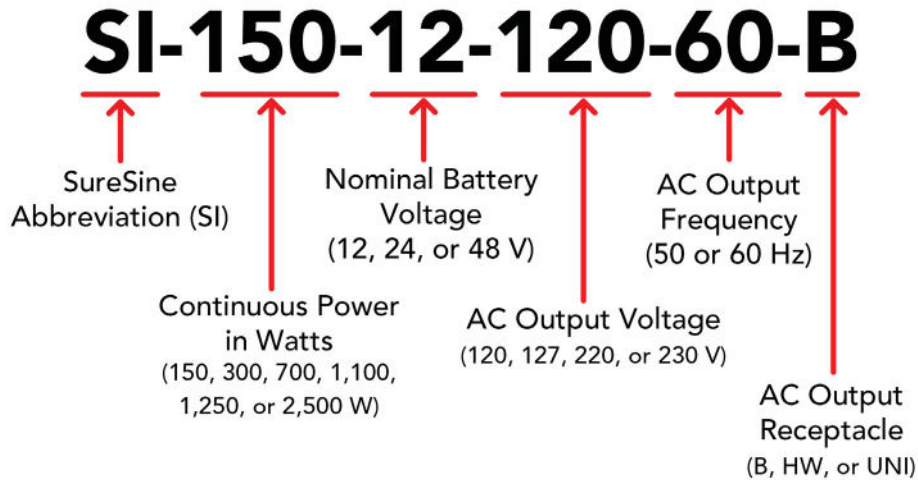 SI-150-12-120-60-B
SureSine
Abbreviation (SI)
Continuous Power
in Watts
(150, 300, 700, 1,100,
1,250, or 2,500 W)
Nominal Battery
Voltage
(12, 24, or 48 V)
AC Output Voltage
(120, 127, 220, or 230 V)
AC Output
Frequency
(50 or 60 Hz)
AC Output
Receptacle
(B, HW, or UNI)